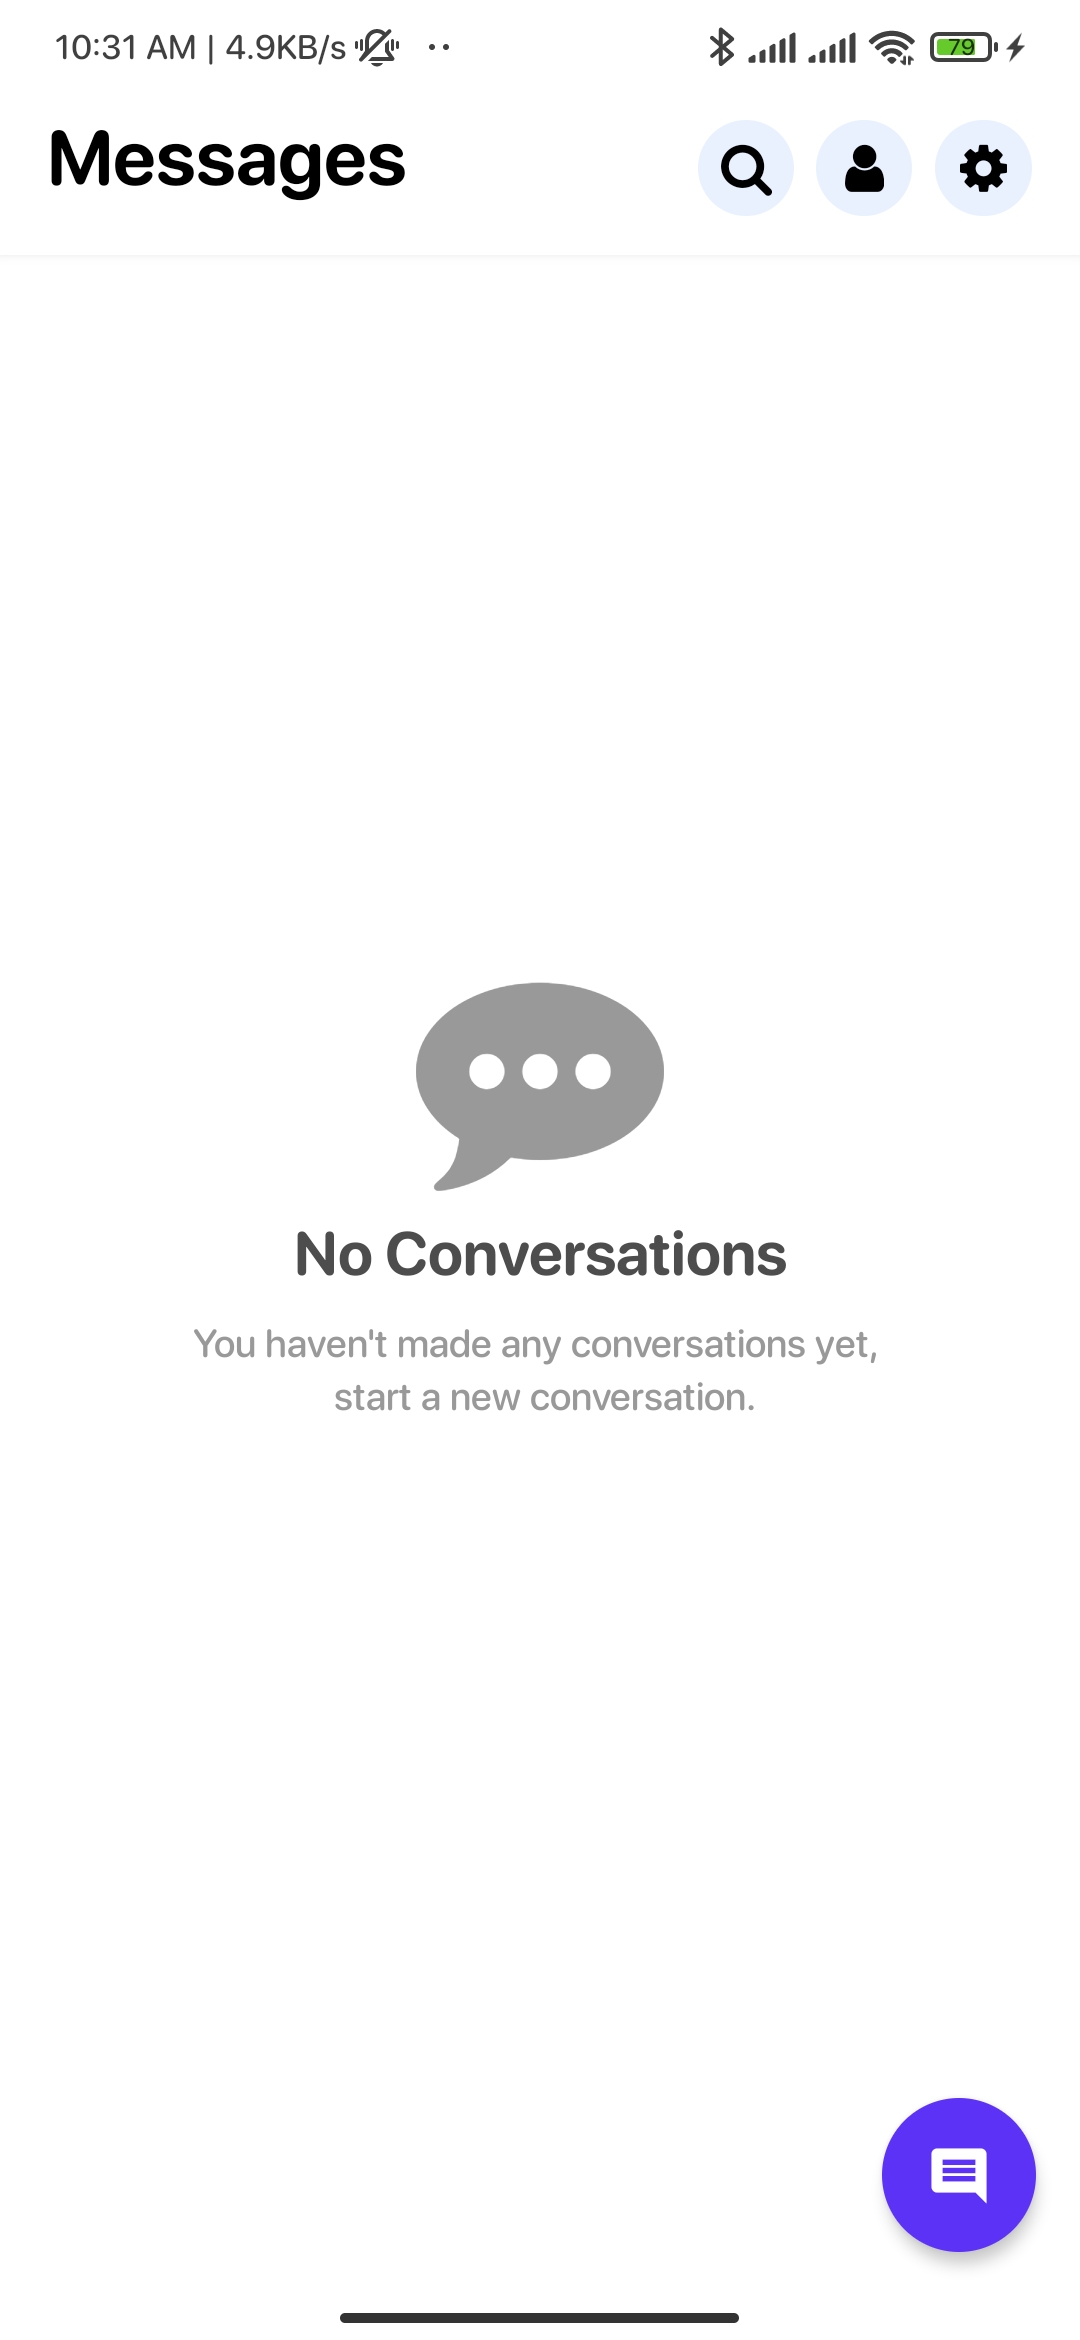 10:31 AM | 4.9KB/s
79
Messages
No Conversations
You haven't made any conversations yet,
start a new conversation.